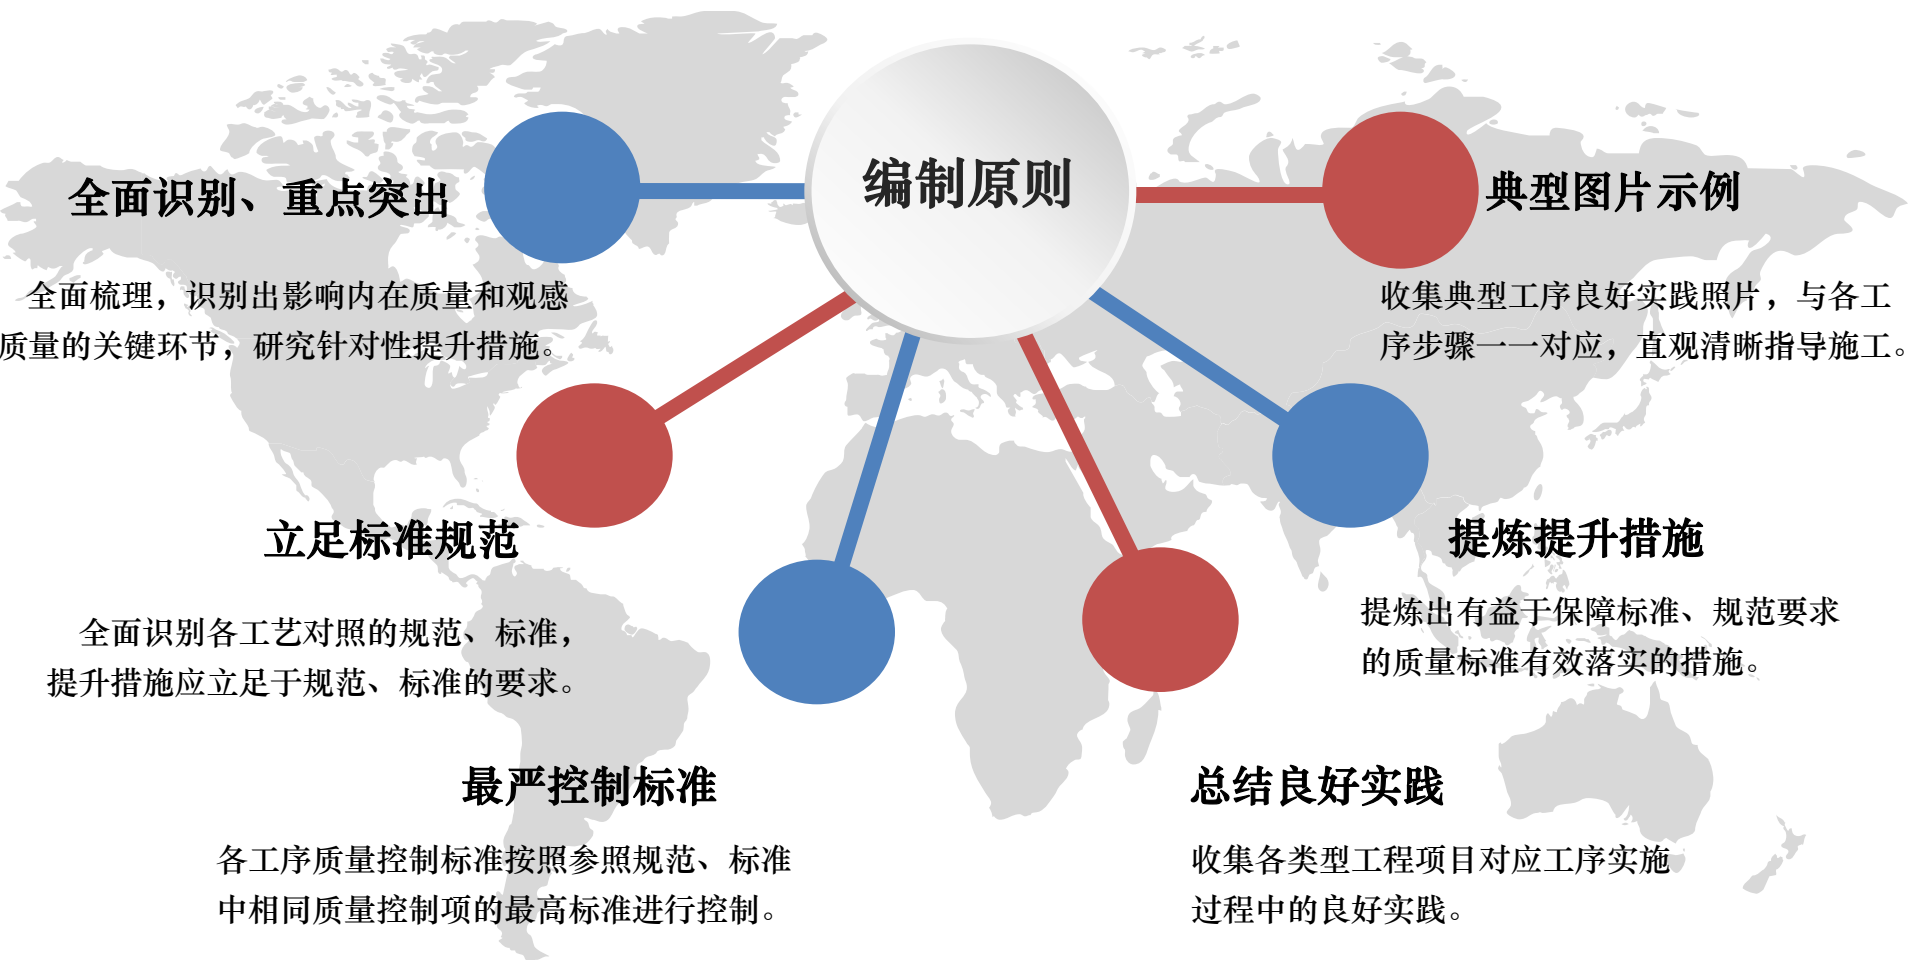 编制原则
全面识别、重点突出
全面梳理，识别出影响内在质量和观感
质量的关键环节，研究针对性提升措施。
立足标准规范
全面识别各工艺对照的规范、标准，
提升措施应立足于规范、标准的要求。
最严控制标准
各工序质量控制标准按照参照规范、标准
中相同质量控制项的最高标准进行控制。
总结良好实践
收集各类型工程项目对应工序实施
过程中的良好实践。
提炼提升措施
提炼出有益于保障标准、规范要求
的质量标准有效落实的措施。
典型图片示例
收集典型工序良好实践照片，与各工
序步骤一一对应，直观清晰指导施工。